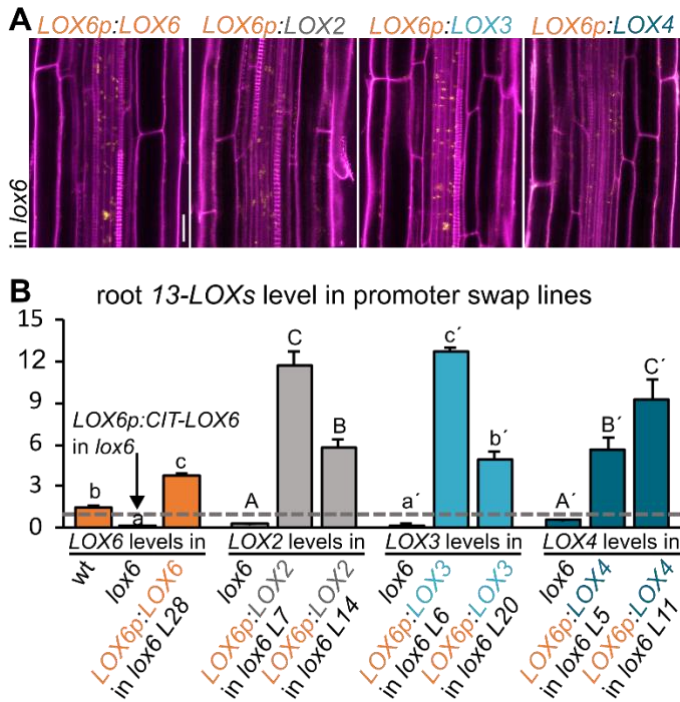 A
LOX6p:LOX6 LOX6p:LOX2 LOX6p:LOX3 LOX6p:LOX4
in lox6
B
root 13-LOXs level in promoter swap lines
15
12
9
6
3
0
LOX6p:CIT-LOX6
in lox6
b
a
c
A
C
B
a´
c´
b´
A´
B´
C´
LOX6 levels in
LOX2 levels in
LOX3 levels in
LOX4 levels in
wt
lox6
LOX6p:LOX6
in lox6 L28
lox6
LOX6p:LOX2
in lox6 L7
LOX6p:LOX2
in lox6 L14
lox6
LOX6p:LOX3
in lox6 L6
LOX6p:LOX3
in lox6 L20
lox6
LOX6p:LOX4
in lox6 L5
LOX6p:LOX4
in lox6 L11